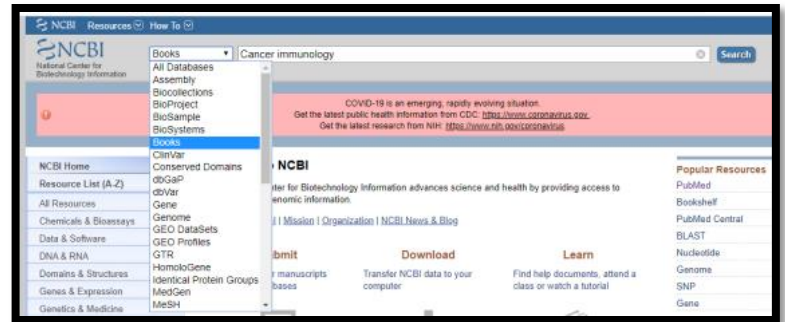 NCBI Resources How To
NCBI
National Center for
Biotechnology Information
Books
Cancer immunology
Search
All Databases
Assembly
Biocollections
BioProject
BioSample
BioSystems
Books
ClinVar
Conserved Domains
dbGaP
dbVar
Gene
Genome
GEO DataSets
GEO Profiles
GTR
HomoloGene
Identical Protein Groups
MedGen
MeSH
COVID-19 is an emerging, rapidly evolving situation.
Get the latest public health information from CDC: https://www.coronavirus.gov.
Get the latest research from NIH: https://www.nih.gov/coronavirus
NCBI Home
Resource List (A-Z)
All Resources
Chemicals & Bioassays
Data & Software
DNA & RNA
Domains & Structures
Genes & Expression
Genetics & Medicine
NCBI
ter for Biotechnology Information advances science and health by providing access to
enomic information.
| Mission | Organization | NCBI News & Blog
bmit
r manuscripts
bases
Download
Transfer NCBI data to your
computer
Learn
Find help documents, attend a
class or watch a tutorial
Popular Resources
PubMed
Bookshelf
PubMed Central
BLAST
Nucleotide
Genome
SNP
Gene